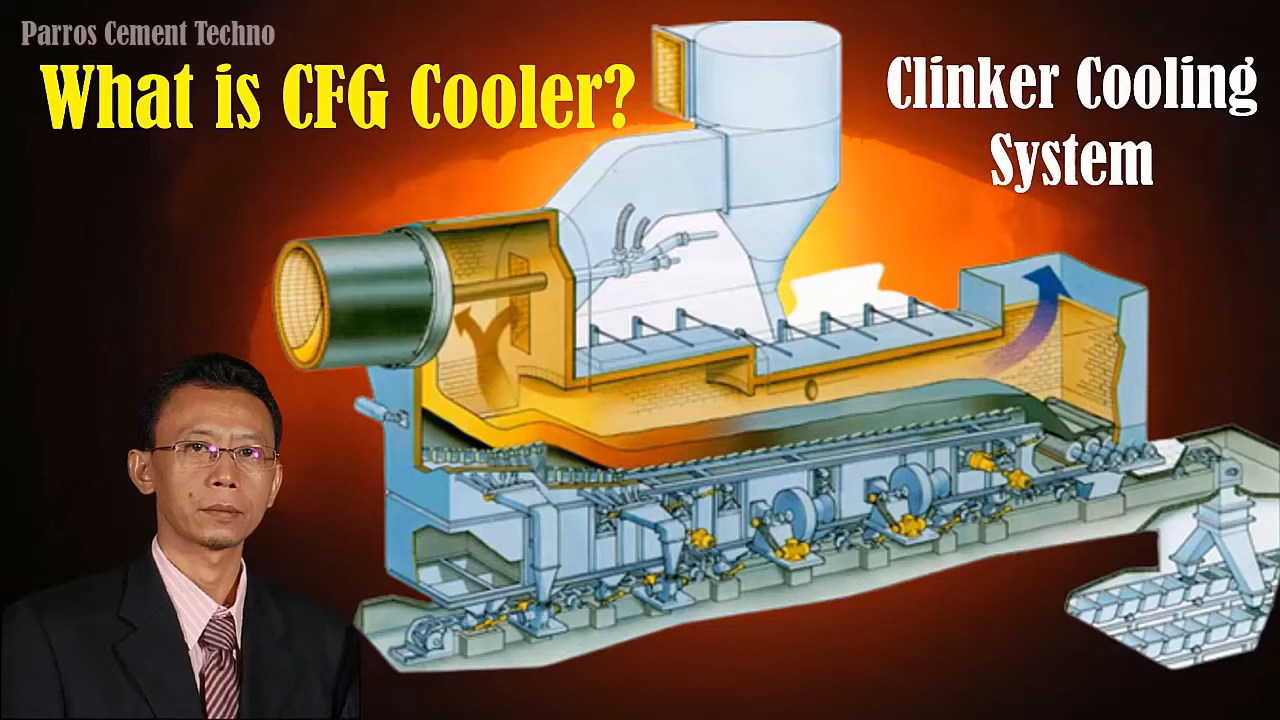 Parros Cement Techno
What is CFG Cooler?
Clinker Cooling
System